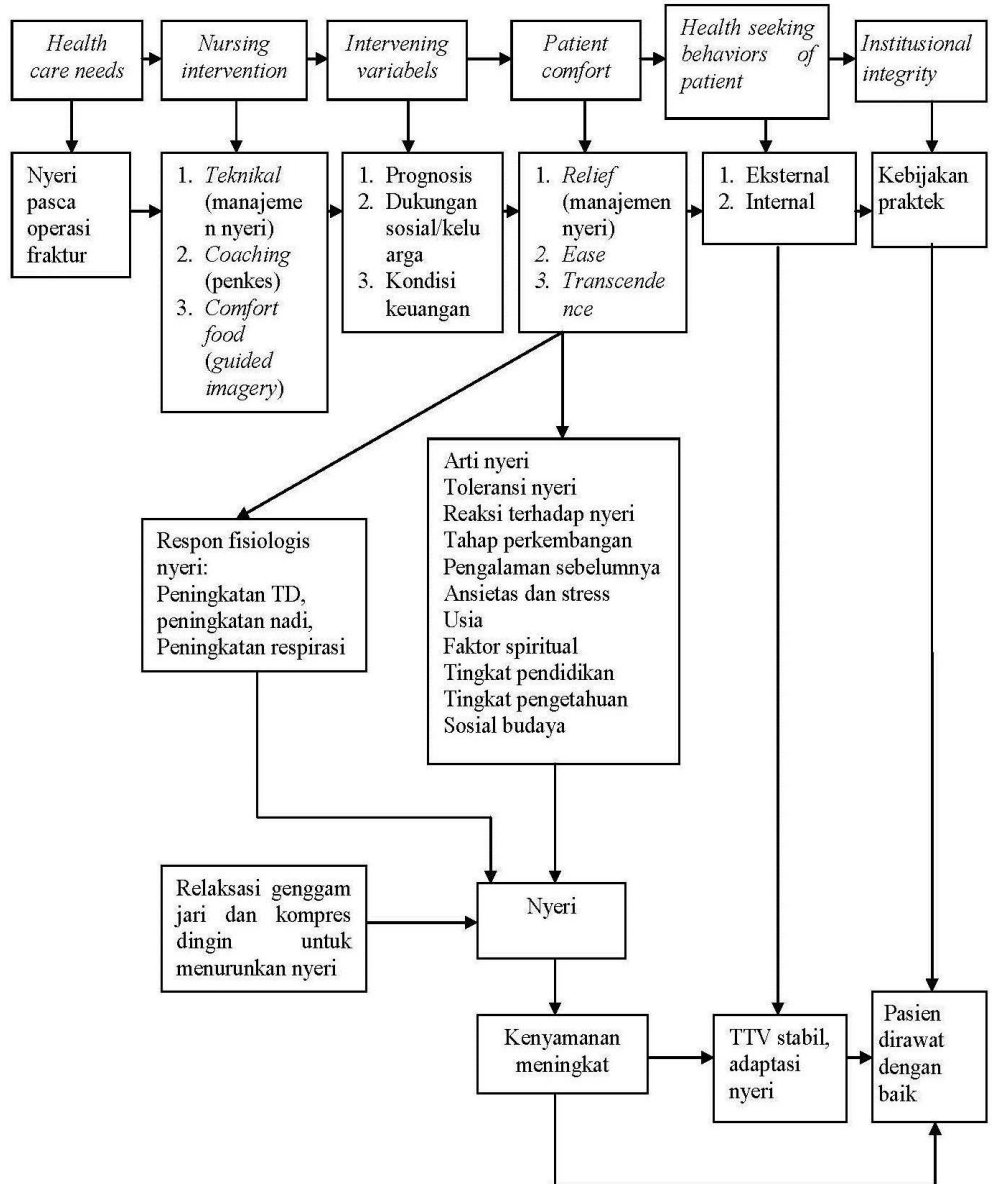 Health
care needs
Nursing
intervention
Intervening
variabels
Patient
comfort
Health seeking
behaviors of
patient
Institusional
integrity
Nyeri
pasca
operasi
fraktur
1. Teknikal
(manajeme
n nyeri)
2. Coaching
(penkes)
3. Comfort
food
(guided
imagery)
1. Prognosis
2. Dukungan
sosial/kelu
arga
3. Kondisi
keuangan
1. Relief
(manajemen
nyeri)
2. Ease
3. Transcende
nce
1. Eksternal
2. Internal
Kebijakan
praktek
Arti nyeri
Toleransi nyeri
Reaksi terhadap nyeri
Tahap perkembangan
Pengalaman sebelumnya
Ansietas dan stress
Usia
Faktor spiritual
Tingkat pendidikan
Tingkat pengetahuan
Sosial budaya
Respon fisiologis
nyeri:
Peningkatan TD,
peningkatan nadi,
Peningkatan respirasi
Relaksasi genggam
jari dan kompres
dingin untuk
menurunkan nyeri
Nyeri
Kenyamanan
meningkat
TTV stabil,
adaptasi
nyeri
Pasien
dirawat
dengan
baik